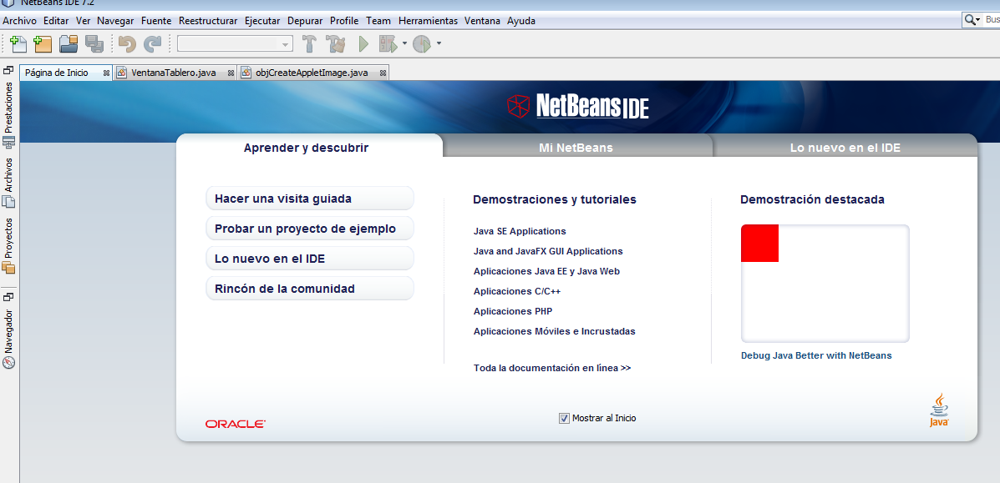 NetBeans IDE 7.2
Archivo Editar Ver Navegar Fuente Reestructurar Ejecutar Depurar Profile Team Herramientas Ventana Ayuda
Bus
Página de Inicio VentanaTablero.java objCreateAppletImage.java
Prestaciones
Archivos
Proyectos
Navegador
NetBeans IDE
Aprender y descubrir Mi NetBeans Lo nuevo en el IDE
Hacer una visita guiada
Probar un proyecto de ejemplo
Lo nuevo en el IDE
Rincón de la comunidad
Demostraciones y tutoriales
Java SE Applications
Java and JavaFX GUI Applications
Aplicaciones Java EE y Java Web
Aplicaciones C/C++
Aplicaciones PHP
Aplicaciones Móviles e Incrustadas
Toda la documentación en línea >>
Demostración destacada
Debug Java Better with NetBeans
ORACLE
Mostrar al Inicio
Java